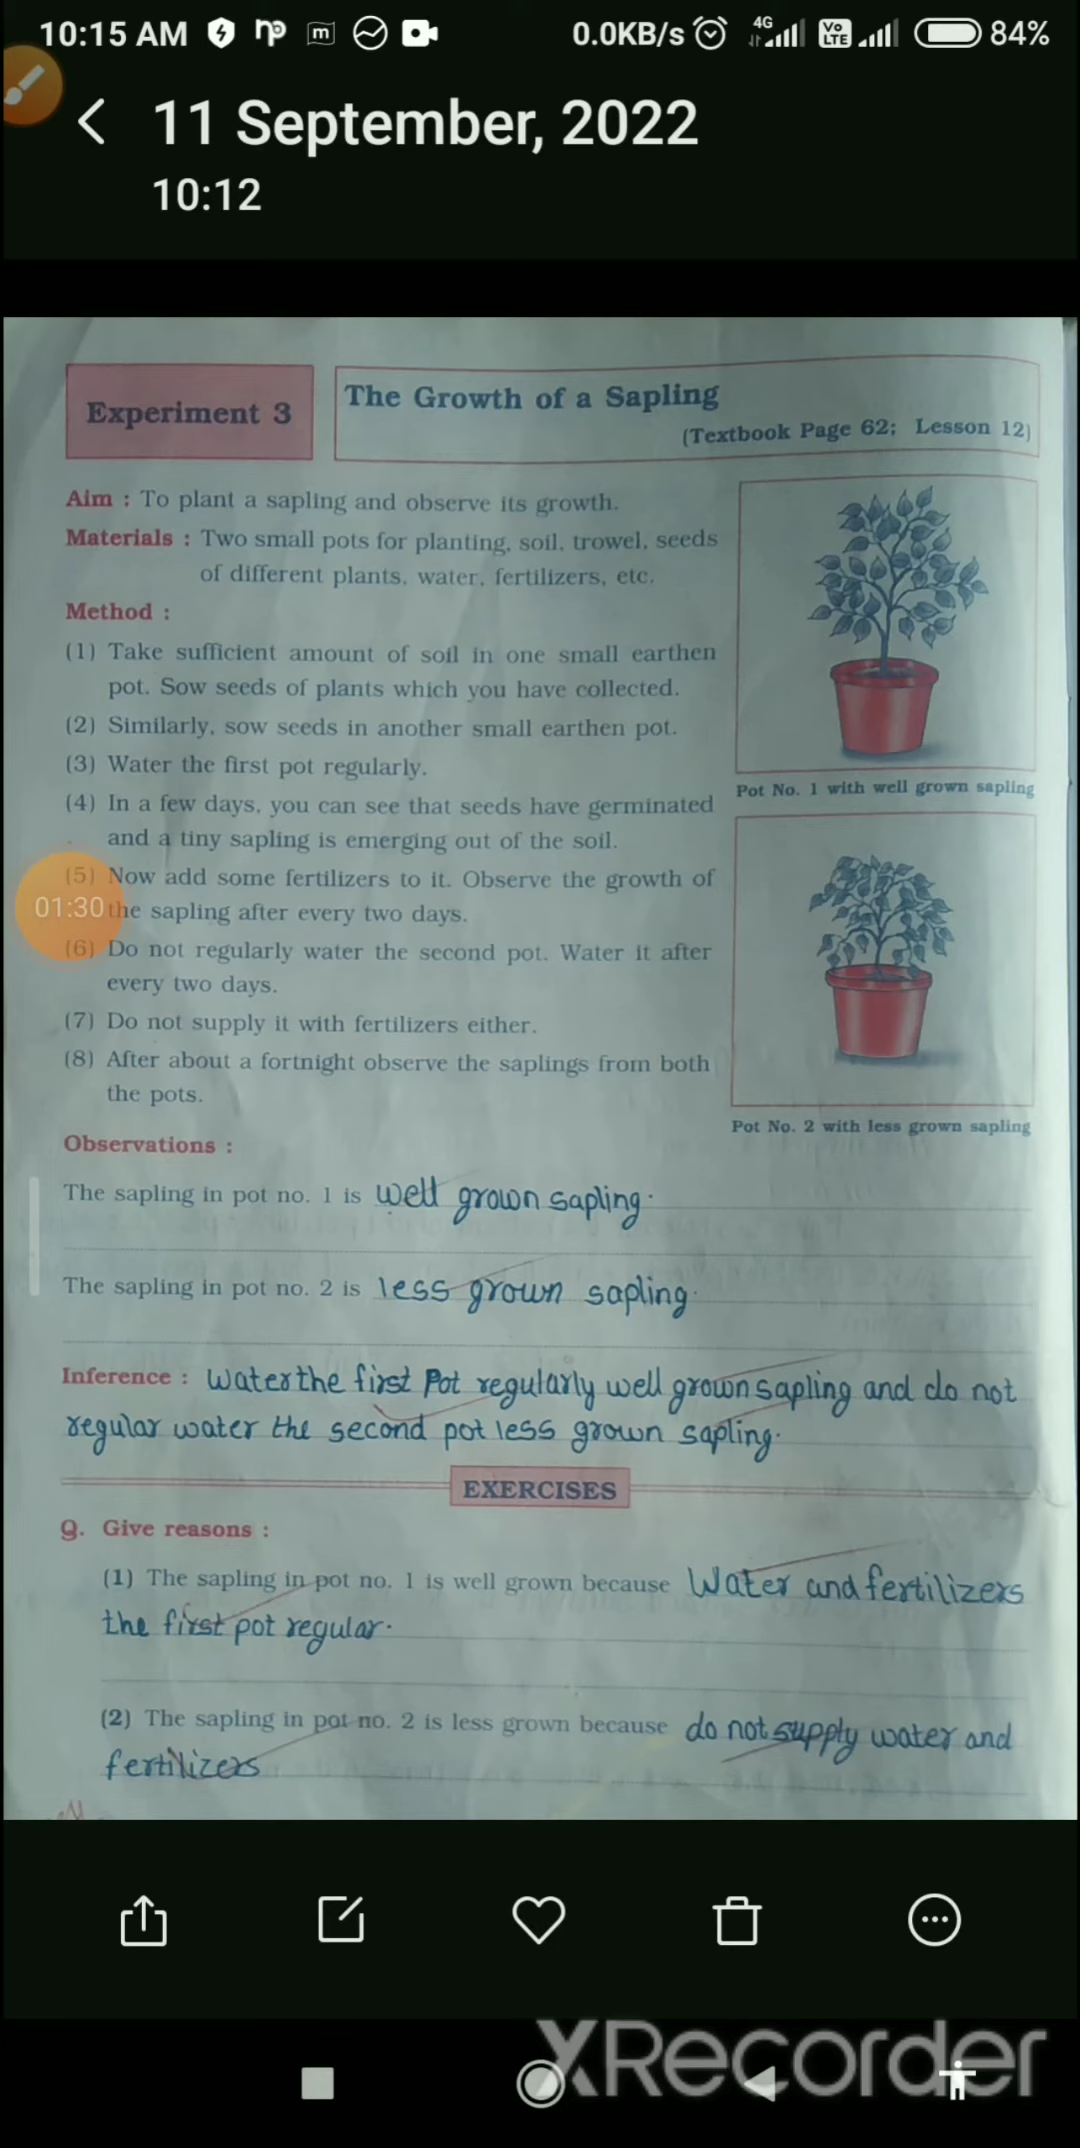 10:15 AM
0.0KB/s
4G
Vo LTE
84%
11 September, 2022
10:12
Experiment 3
The Growth of a Sapling
(Textbook Page 62; Lesson 12)
Aim : To plant a sapling and observe its growth.
Materials : Two small pots for planting, soil, trowel, seeds
of different plants, water, fertilizers, etc.
Method :
(1) Take sufficient amount of soil in one small earthen
pot. Sow seeds of plants which you have collected.
(2) Similarly, sow seeds in another small earthen pot.
(3) Water the first pot regularly.
(4) In a few days, you can see that seeds have germinated
and a tiny sapling is emerging out of the soil.
(5) Now add some fertilizers to it. Observe the growth of
01:30
the sapling after every two days.
(6) Do not regularly water the second pot. Water it after
every two days.
(7) Do not supply it with fertilizers either.
(8) After about a fortnight observe the saplings from both
the pots.
Pot No. 1 with well grown sapling
Pot No. 2 with less grown sapling
Observations :
The sapling in pot no. 1 is well grown sapling.
The sapling in pot no. 2 is less grown sapling.
Inference : Water the first Pot regularly well grown sapling and do not
regular water the second pot less grown sapling.
EXERCISES
Q. Give reasons :
(1) The sapling in pot no. 1 is well grown because Water and fertilizers
the first pot regular.
(2) The sapling in pot no. 2 is less grown because do not supply water and
fertilizers
XRecorder